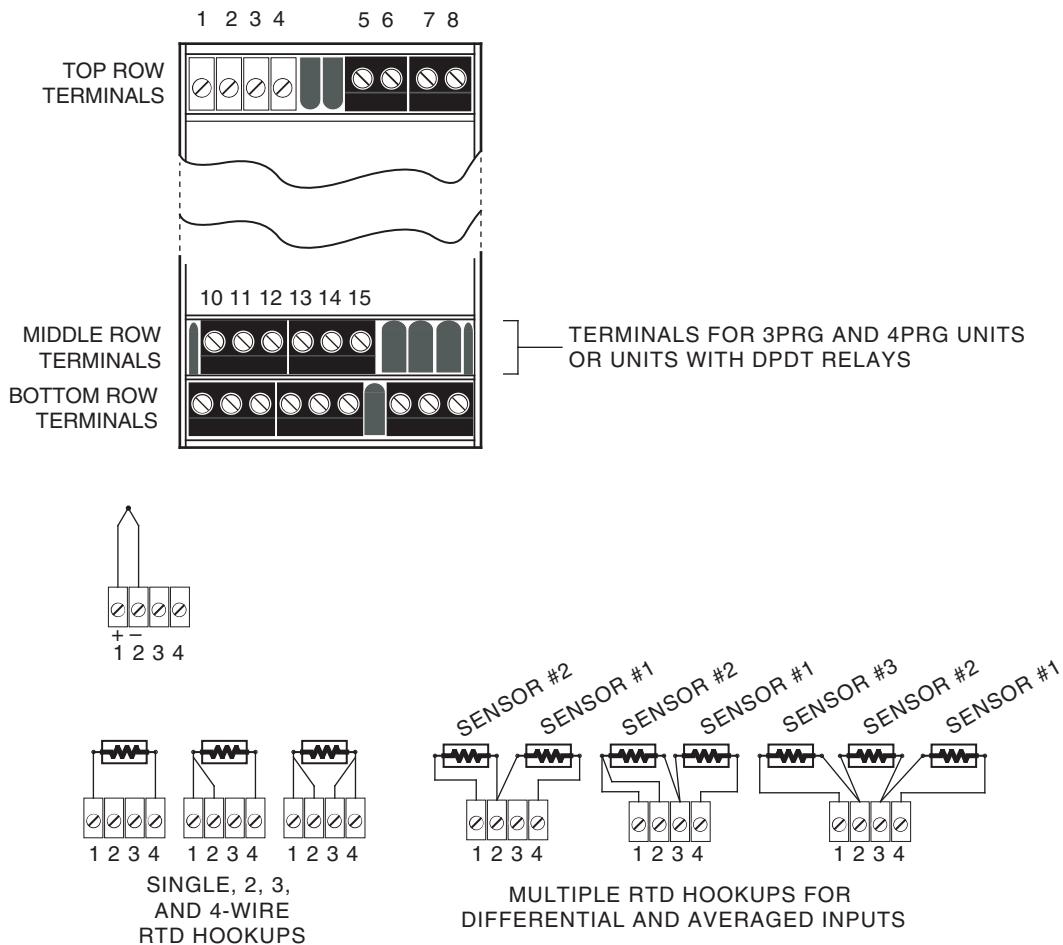 1 2 3 4 5 6 7 8
TOP ROW
TERMINALS
10 11 12 13 14 15
MIDDLE ROW
TERMINALS
TERMINALS FOR 3PRG AND 4PRG UNITS
OR UNITS WITH DPDT RELAYS
BOTTOM ROW
TERMINALS
+ –
1 2 3 4
SENSOR #2
SENSOR #1
SENSOR #2
SENSOR #1
SENSOR #3
SENSOR #2
SENSOR #1
1 2 3 4
1 2 3 4
1 2 3 4
1 2 3 4
1 2 3 4
1 2 3 4
SINGLE, 2, 3,
AND 4-WIRE
RTD HOOKUPS
MULTIPLE RTD HOOKUPS FOR
DIFFERENTIAL AND AVERAGED INPUTS